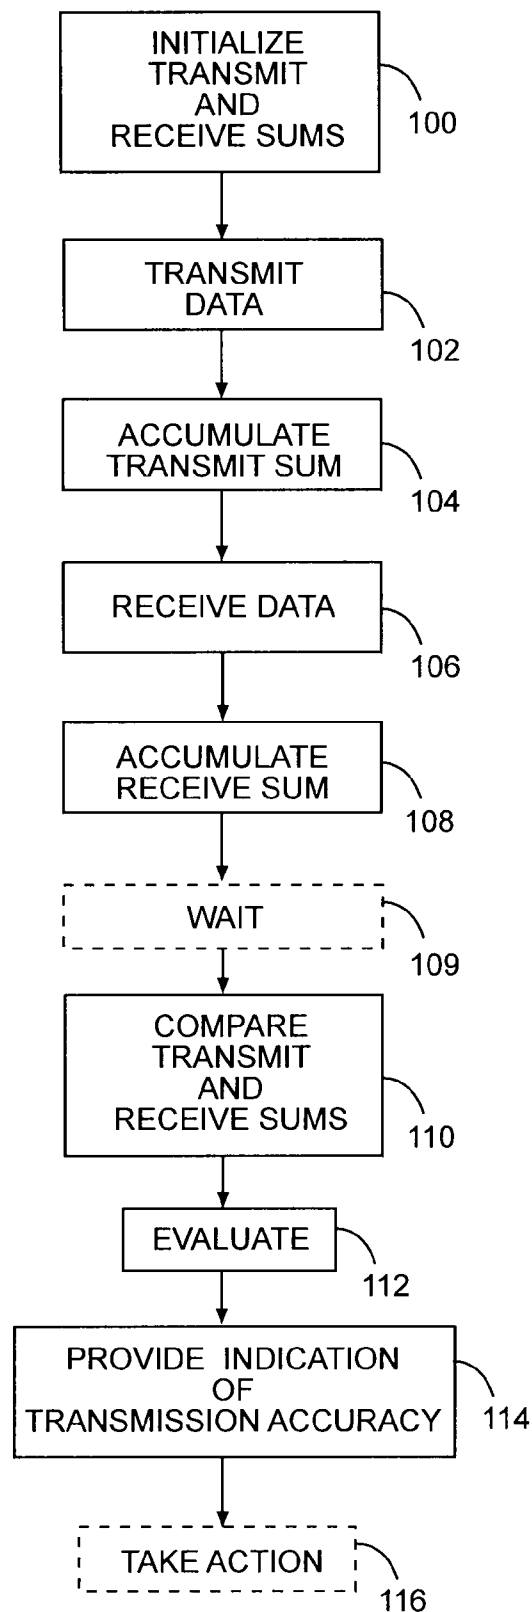 INITIALIZE
TRANSMIT
AND
RECEIVE SUMS
100
TRANSMIT
DATA
102
ACCUMULATE
TRANSMIT SUM
104
RECEIVE DATA
106
ACCUMULATE
RECEIVE SUM
108
WAIT
109
COMPARE
TRANSMIT
AND
RECEIVE SUMS
110
EVALUATE
112
PROVIDE INDICATION
OF
TRANSMISSION ACCURACY
114
TAKE ACTION
116